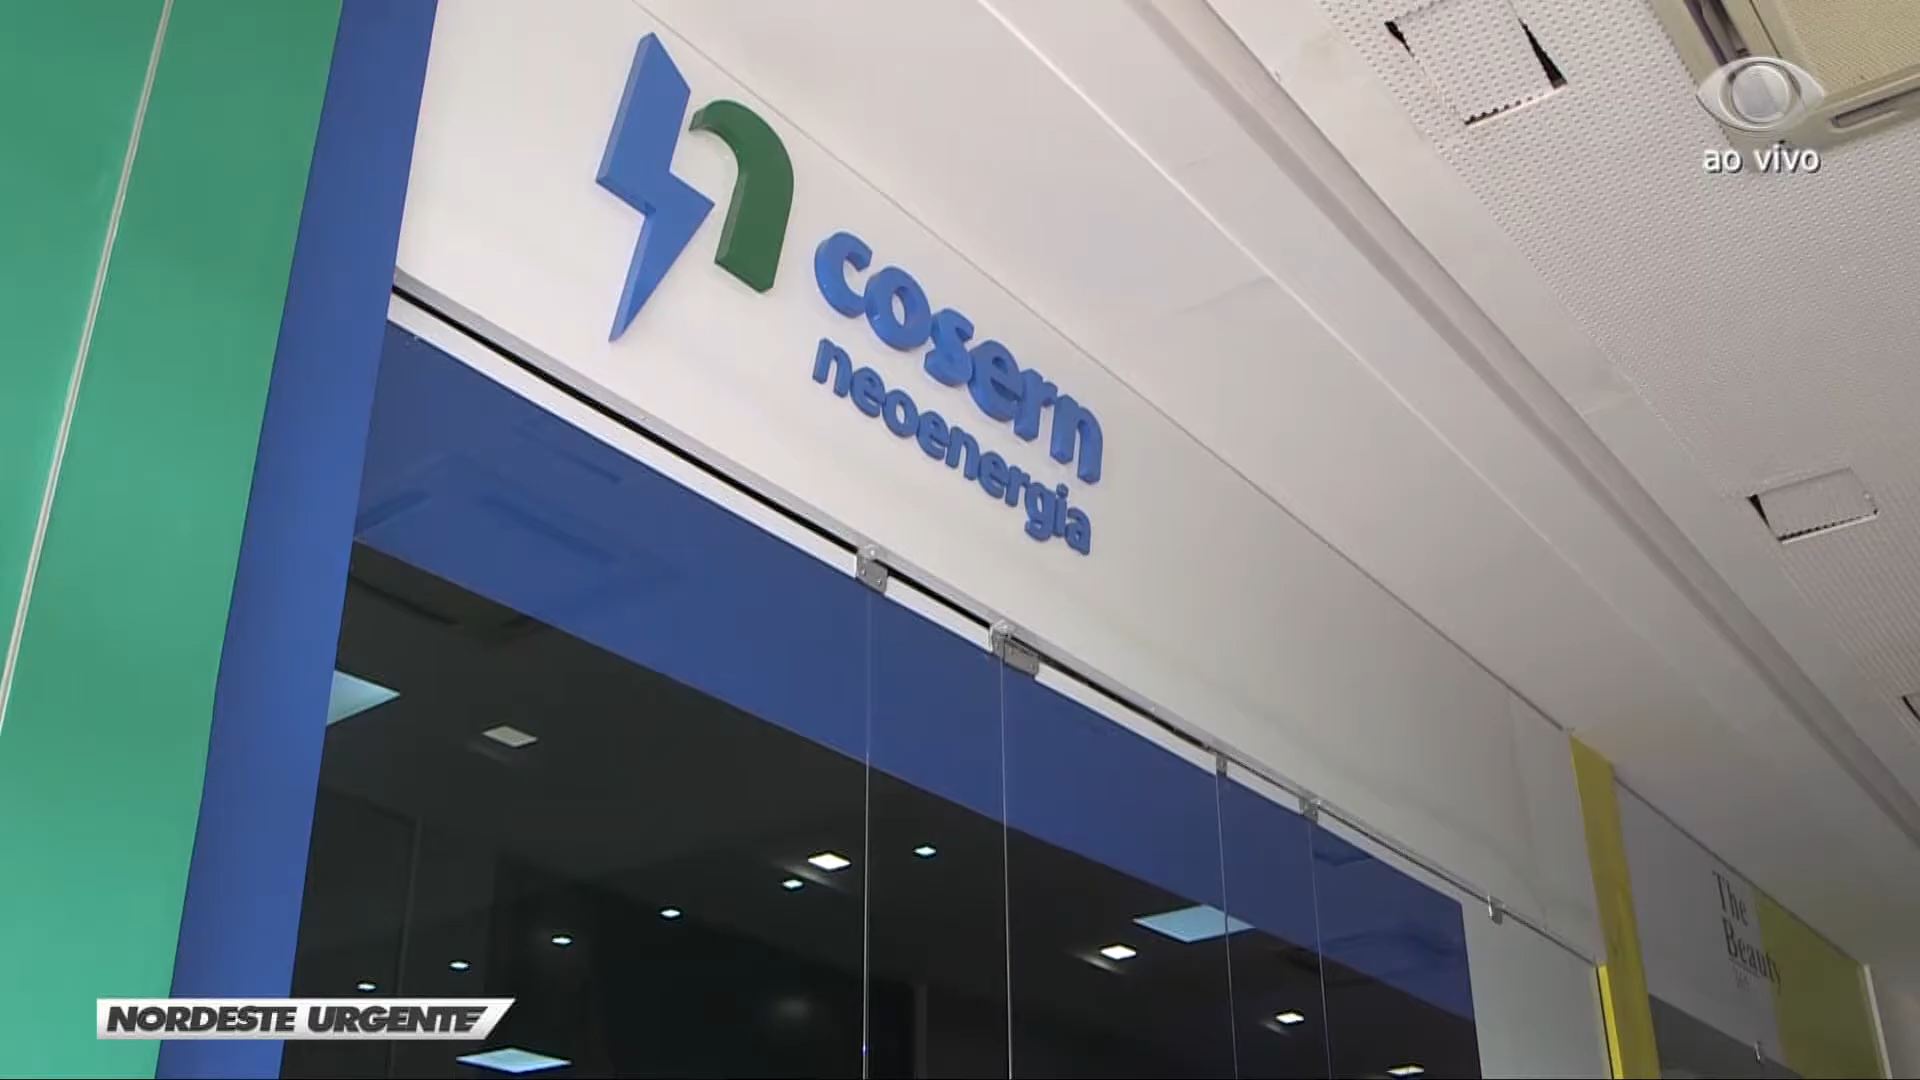 ao vivo
cosern
neoenergia
The
Beauty
NORDESTE URGENTE